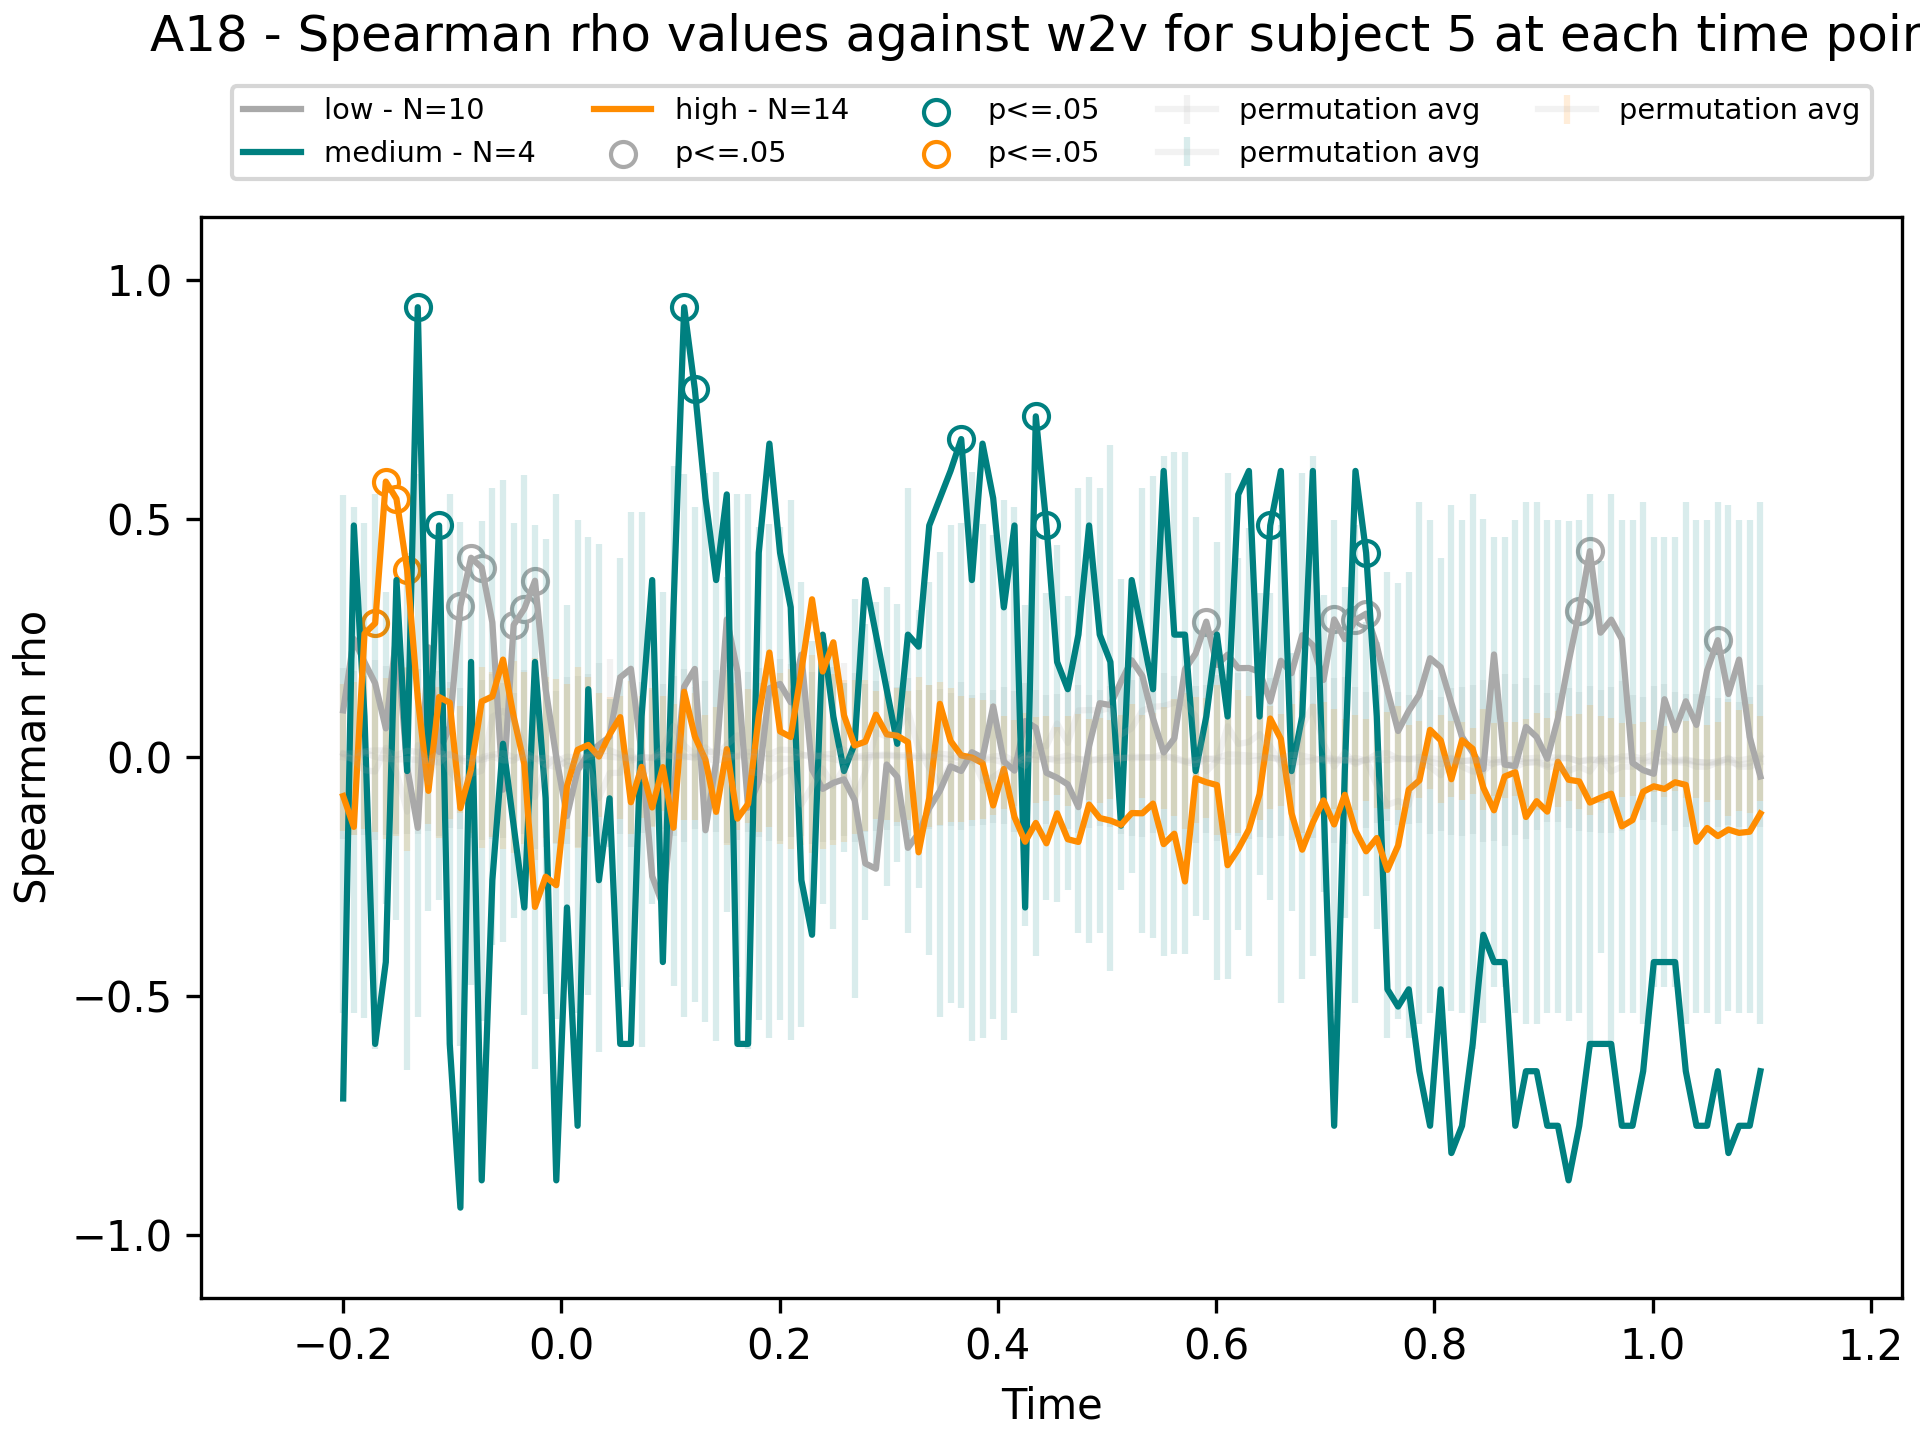 A18 - Spearman rho values against w2v for subject 5 at each time poin
low - N=10
medium - N=4
high - N=14
p<=.05
p<=.05
p<=.05
permutation avg
permutation avg
permutation avg
Spearman rho
1.0
0.5
0.0
−0.5
−1.0
−0.2 0.0 0.2 0.4 0.6 0.8 1.0 1.2
Time